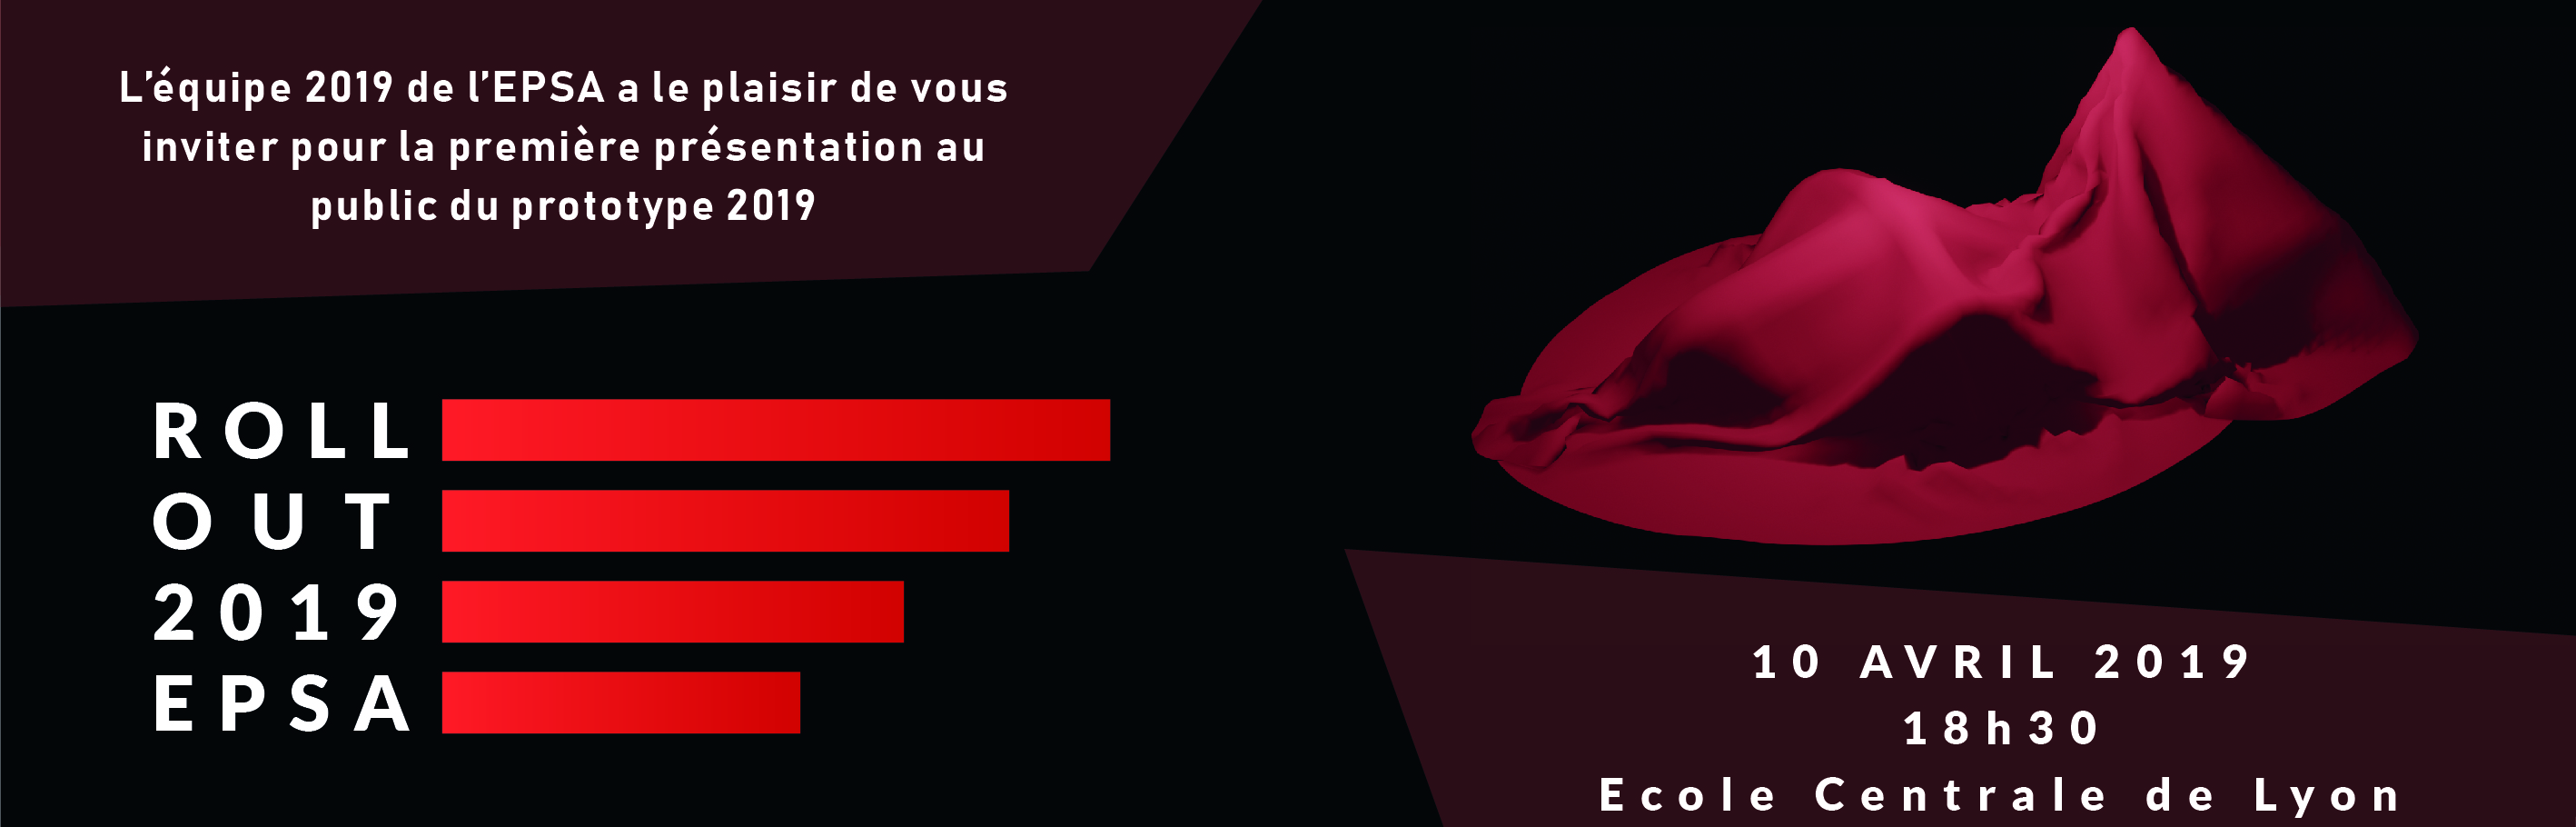 L'équipe 2019 de l'EPSA a le plaisir de vous
inviter pour la première présentation au
public du prototype 2019
ROLL
OUT
2019
EPSA
10 AVRIL 2019
18h30
Ecole Centrale de Lyon